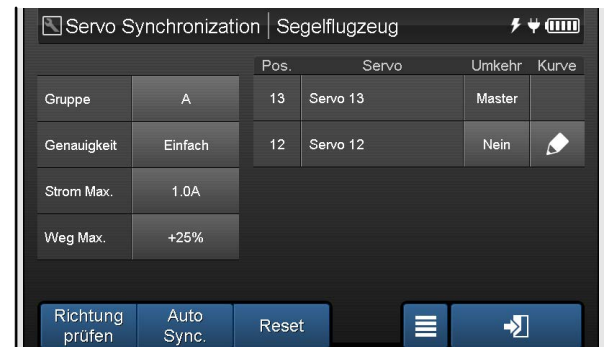 Servo Synchronization | Segelflugzeug
Pos. Servo Umkehr Kurve
Gruppe A 13 Servo 13 Master
Genauigkeit Einfach 12 Servo 12 Nein
Strom Max. 1.0A
Weg Max. +25%
Richtung prüfen Auto Sync. Reset